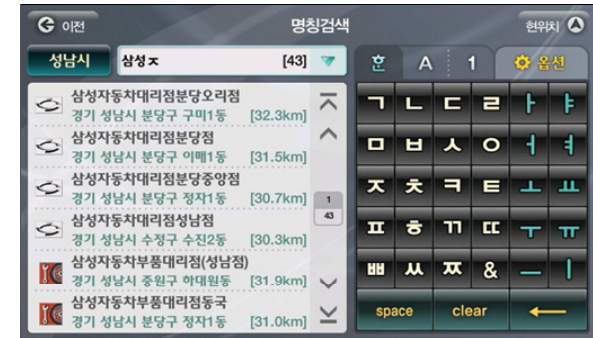 이전
명칭검색
현위치
성남시
삼성ㅈ
[43]
한
A
1
옵션
삼성자동차대리점분당오리점
경기 성남시 분당구 구미1동 [32.3km]
삼성자동차대리점분당점
경기 성남시 분당구 이매1동 [31.5km]
삼성자동차대리점분당중앙점
경기 성남시 분당구 정자1동 [30.7km]
삼성자동차대리점성남점
경기 성남시 수정구 수진2동 [30.3km]
삼성자동차부품대리점(성남점)
경기 성남시 중원구 하대원동 [31.9km]
삼성자동차부품대리점동국
경기 성남시 분당구 정자1동 [31.0km]
1
43
ㄱ ㄴ ㄷ ㄹ ㅏ ㅑ
ㅁ ㅂ ㅅ ㅇ ㅓ ㅕ
ㅈ ㅊ ㅋ ㅌ ㅗ ㅛ
ㅍ ㅎ ㄲ ㄸ ㅜ ㅠ
ㅃ ㅆ ㅉ & ㅡ ㅣ
space clear